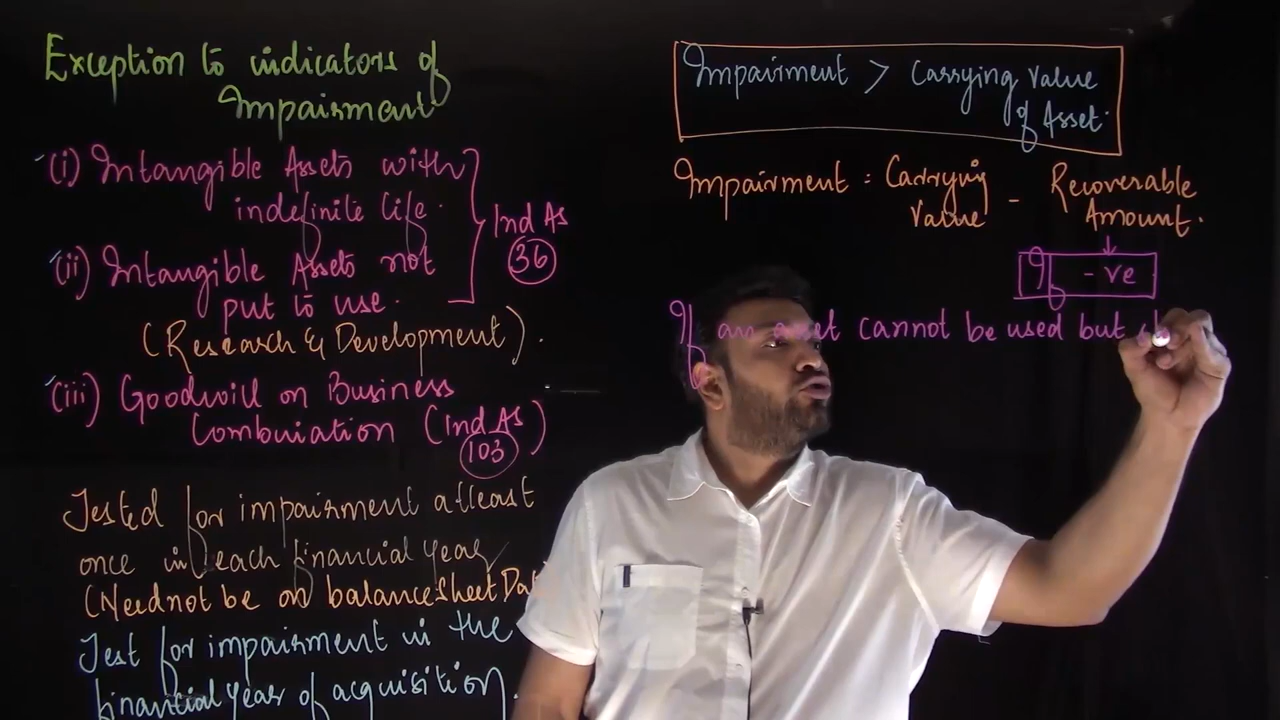 Exception to indicators of
Impairment
(i) Intangible Assets with
indefinite life.
(ii) Intangible Assets not
put to use.
Ind As
36
(Research & Development).
(iii) Goodwill on Business
Combination (Ind As
103)
Tested for impairment atleast
once in each financial year
(Need not be on balance sheet
Test for impairment in the
financial year of acquisition.
Impairment > Carrying value
of Asset.
Impairment = Carrying value - Recoverable Amount.
If -ve
If an asset cannot be used but